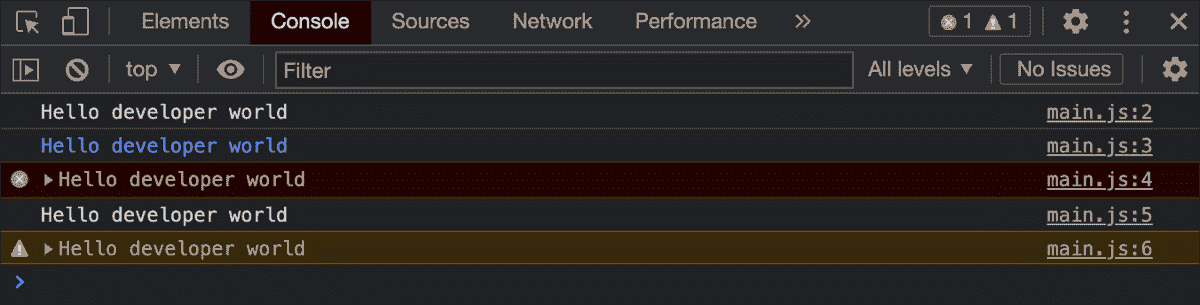 Elements Console Sources Network Performance » 1 1
top ▼ Filter All levels ▼ No Issues
Hello developer world main.js:2
Hello developer world main.js:3
Hello developer world main.js:4
Hello developer world main.js:5
Hello developer world main.js:6
>